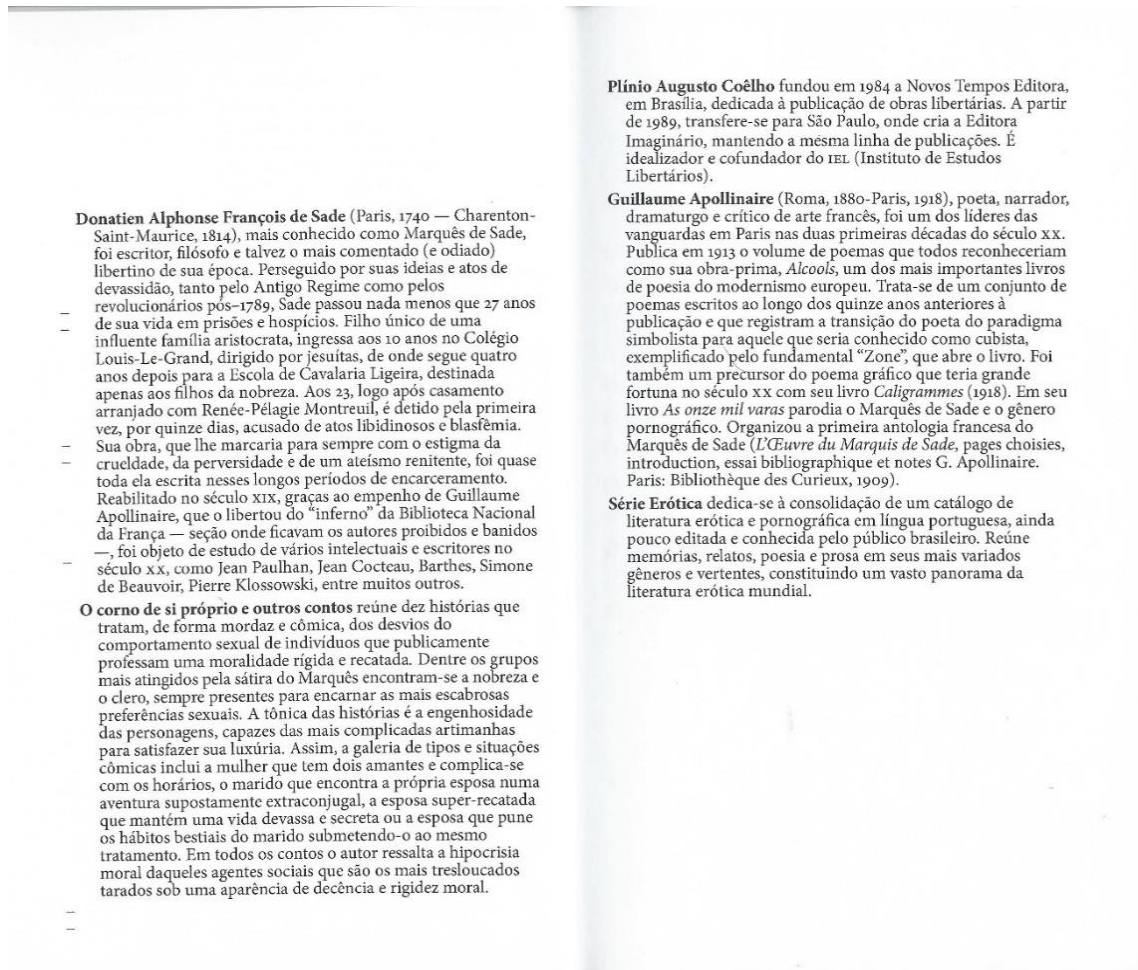 Donatien Alphonse François de Sade (Paris, 1740 — Charenton-
Saint-Maurice, 1814), mais conhecido como Marquês de Sade,
foi escritor, filósofo e talvez o mais comentado (e odiado)
libertino de sua época. Perseguido por suas ideias e atos de
devassidão, tanto pelo Antigo Regime como pelos
revolucionários pós-1789, Sade passou nada menos que 27 anos
de sua vida em prisões e hospícios. Filho único de uma
influente família aristocrata, ingressa aos 10 anos no Colégio
Louis-Le-Grand, dirigido por jesuítas, de onde segue quatro
anos depois para a Escola de Cavalaria Ligeira, destinada
apenas aos filhos da nobreza. Aos 23, logo após casamento
arranjado com Renée-Pélagie Montreuil, é detido pela primeira
vez, por quinze dias, acusado de atos libidinosos e blasfêmia.
Sua obra, que lhe marcaria para sempre com o estigma da
crueldade, da perversidade e de um ateísmo renitente, foi quase
toda ela escrita nesses longos períodos de encarceramento.
Reabilitado no século XIX, graças ao empenho de Guillaume
Apollinaire, que o libertou do “inferno” da Biblioteca Nacional
da França — seção onde ficavam os autores proibidos e banidos
—, foi objeto de estudo de vários intelectuais e escritores no
século XX, como Jean Paulhan, Jean Cocteau, Barthes, Simone
de Beauvoir, Pierre Klossowski, entre muitos outros.
O corno de si próprio e outros contos reúne dez histórias que
tratam, de forma mordaz e cômica, dos desvios do
comportamento sexual de indivíduos que publicamente
professam uma moralidade rígida e recatada. Dentre os grupos
mais atingidos pela sátira do Marquês encontram-se a nobreza e
o clero, sempre presentes para encarnar as mais escabrosas
preferências sexuais. A tônica das histórias é a engenhosidade
das personagens, capazes das mais complicadas artimanhas
para satisfazer sua luxúria. Assim, a galeria de tipos e situações
cômicas inclui a mulher que tem dois amantes e complica-se
com os horários, o marido que encontra a própria esposa numa
aventura supostamente extraconjugal, a esposa super-recatada
que mantém uma vida devassa e secreta ou a esposa que pune
os hábitos bestiais do marido submetendo-o ao mesmo
tratamento. Em todos os contos o autor ressalta a hipocrisia
moral daqueles agentes sociais que são os mais tresloucados
tarados sob uma aparência de decência e rigidez moral.
Plínio Augusto Coêlho fundou em 1984 a Novos Tempos Editora,
em Brasília, dedicada à publicação de obras libertárias. A partir
de 1989, transfere-se para São Paulo, onde cria a Editora
Imaginário, mantendo a mesma linha de publicações. É
idealizador e cofundador do IEL (Instituto de Estudos
Libertários).
Guillaume Apollinaire (Roma, 1880-Paris, 1918), poeta, narrador,
dramaturgo e crítico de arte francês, foi um dos líderes das
vanguardas em Paris nas duas primeiras décadas do século XX.
Publica em 1913 o volume de poemas que todos reconheceriam
como sua obra-prima, Alcools, um dos mais importantes livros
de poesia do modernismo europeu. Trata-se de um conjunto de
poemas escritos ao longo dos quinze anos anteriores à
publicação e que registram a transição do poeta do paradigma
simbolista para aquele que seria conhecido como cubista,
exemplificado pelo fundamental “Zone”, que abre o livro. Foi
também um precursor do poema gráfico que teria grande
fortuna no século XX com seu livro Caligrammes (1918). Em seu
livro As onze mil varas parodia o Marquês de Sade e o gênero
pornográfico. Organizou a primeira antologia francesa do
Marquês de Sade (L’Œuvre du Marquis de Sade, pages choisies,
introduction, essai bibliographique et notes G. Apollinaire.
Paris: Bibliothèque des Curieux, 1909).
Série Erótica dedica-se à consolidação de um catálogo de
literatura erótica e pornográfica em língua portuguesa, ainda
pouco editada e conhecida pelo público brasileiro. Reúne
memórias, relatos, poesia e prosa em seus mais variados
gêneros e vertentes, constituindo um vasto panorama da
literatura erótica mundial.